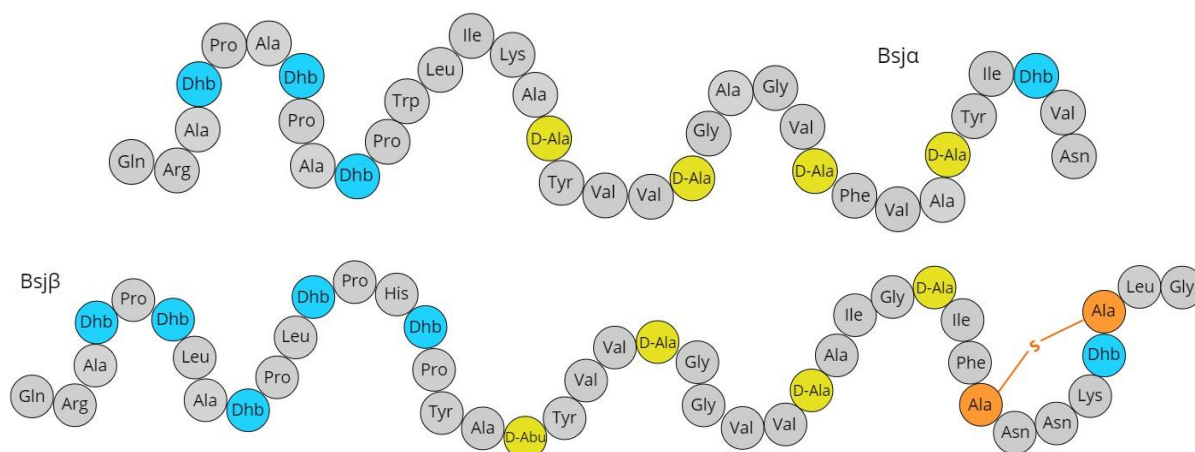 Bsjα
Gln Arg Ala Dhb Pro Ala Dhb Pro Ala Dhb Pro Trp Leu Ile Lys Ala D-Ala Tyr Val Val D-Ala Gly Ala Gly Val D-Ala Phe Val Ala D-Ala Tyr Ile Dhb Val Asn
Bsjβ
Gln Arg Ala Dhb Pro Dhb Leu Ala Dhb Pro Leu Dhb Pro His Dhb Pro Tyr Ala D-Abu Tyr Val Val D-Ala Gly Gly Val Val D-Ala Ala Ile Gly D-Ala Ile Phe Ala Asn Asn Lys Dhb Ala Leu Gly
S